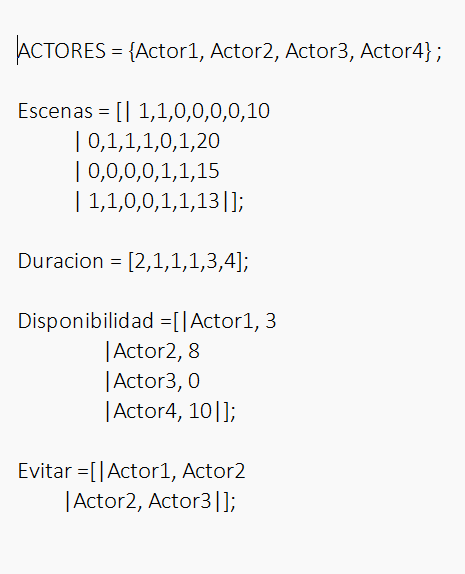 ACTORES = {Actor1, Actor2, Actor3, Actor4} ;
Escenas = [| 1,1,0,0,0,0,10
| 0,1,1,1,0,1,20
| 0,0,0,0,1,1,15
| 1,1,0,0,1,1,13|];
Duracion = [2,1,1,1,3,4];
Disponibilidad =[|Actor1, 3
|Actor2, 8
|Actor3, 0
|Actor4, 10|];
Evitar =[|Actor1, Actor2
|Actor2, Actor3|];